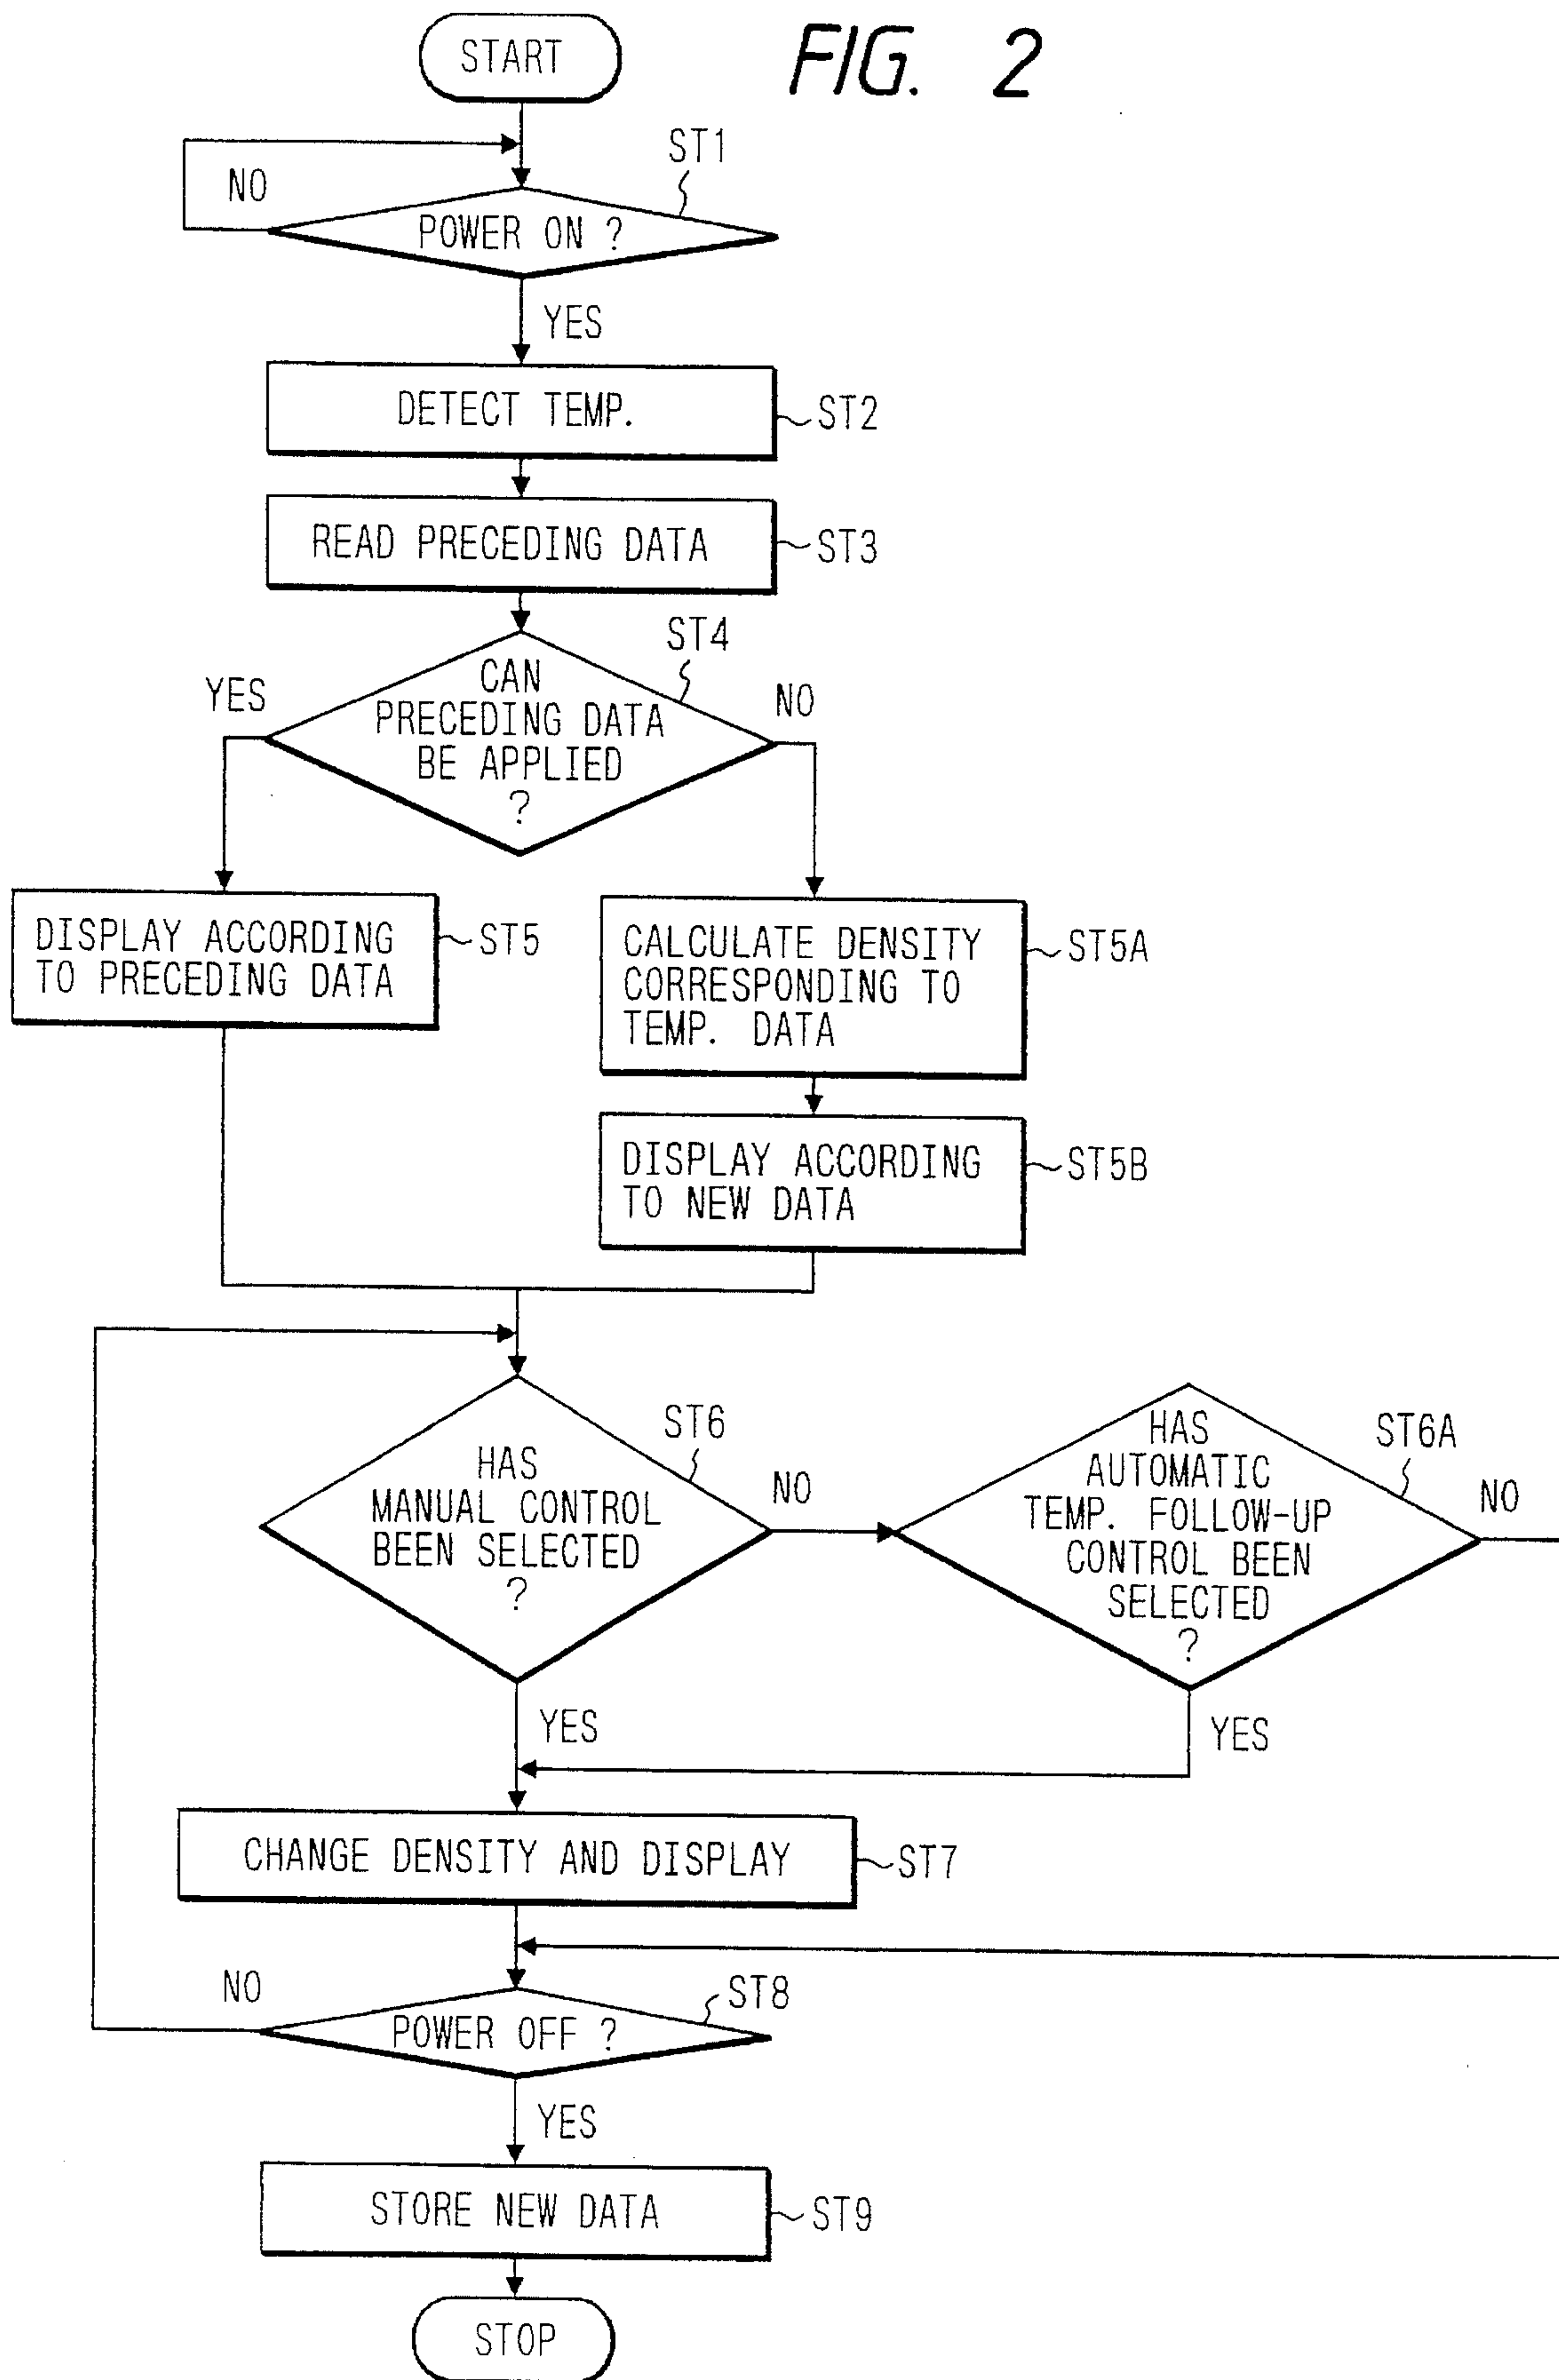 FIG. 2
START
ST1
NO
POWER ON ?
YES
DETECT TEMP.
ST2
READ PRECEDING DATA
ST3
ST4
YES
CAN
PRECEDING DATA
BE APPLIED
?
NO
DISPLAY ACCORDING
TO PRECEDING DATA
ST5
CALCULATE DENSITY
CORRESPONDING TO
TEMP. DATA
ST5A
DISPLAY ACCORDING
TO NEW DATA
ST5B
ST6
HAS
MANUAL CONTROL
BEEN SELECTED
?
NO
HAS
AUTOMATIC
TEMP. FOLLOW-UP
CONTROL BEEN
SELECTED
?
ST6A
NO
YES
YES
CHANGE DENSITY AND DISPLAY
ST7
NO
POWER OFF ?
ST8
YES
STORE NEW DATA
ST9
STOP